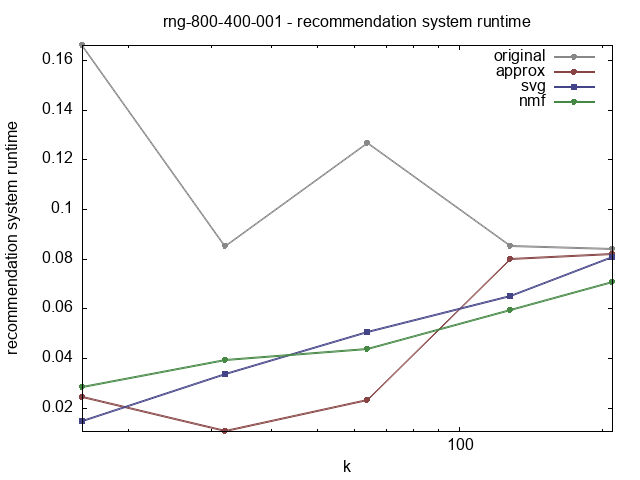 rng-800-400-001 - recommendation system runtime
original
approx
svg
nmf
0.16
0.14
0.12
0.1
0.08
0.06
0.04
0.02
recommendation system runtime
100
k